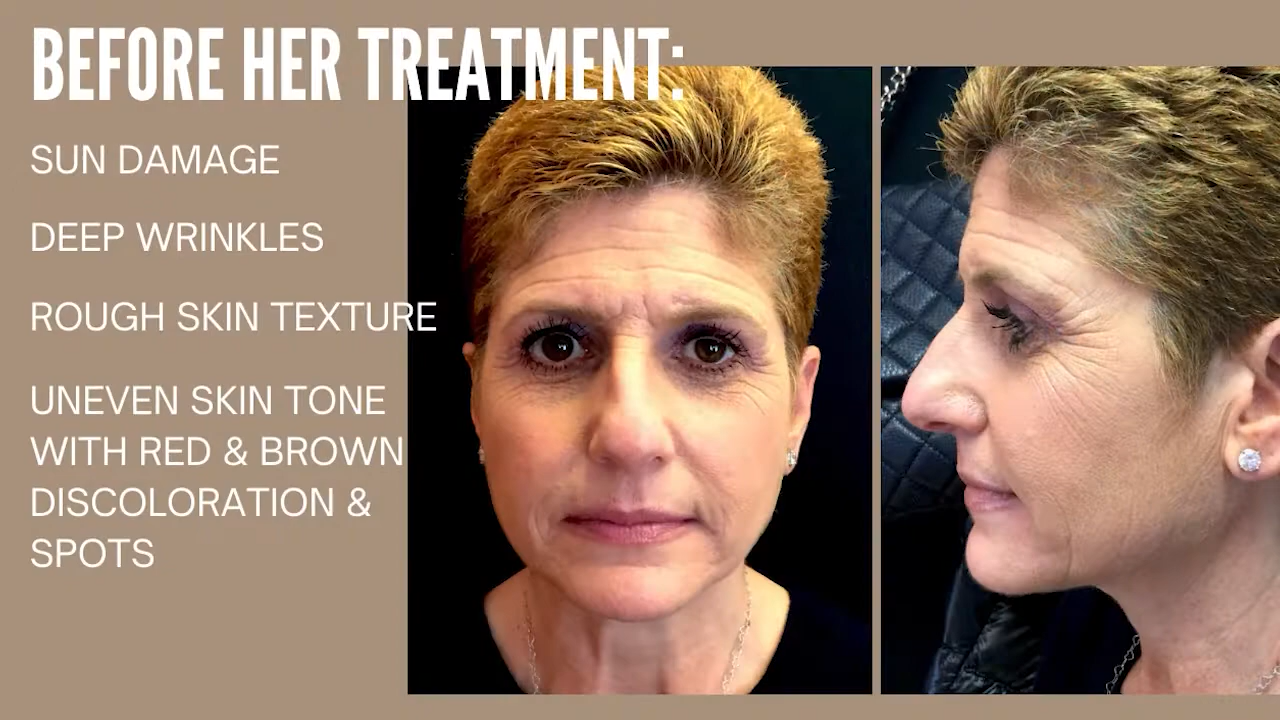 BEFORE HER TREATMENT:
SUN DAMAGE
DEEP WRINKLES
ROUGH SKIN TEXTURE
UNEVEN SKIN TONE
WITH RED & BROWN
DISCOLORATION &
SPOTS